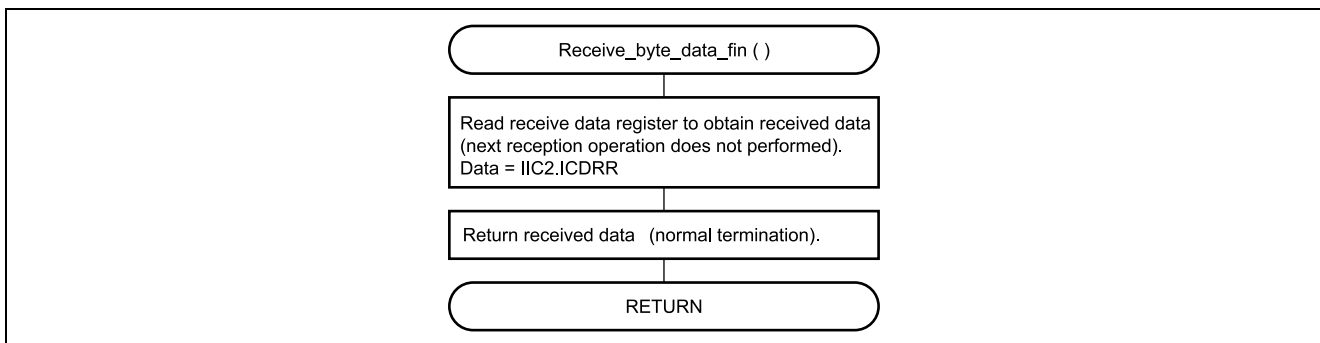 Receive_byte_data_fin ( )
Read receive data register to obtain received data
(next reception operation does not performed).
Data = IIC2.ICDRR
Return received data (normal termination).
RETURN